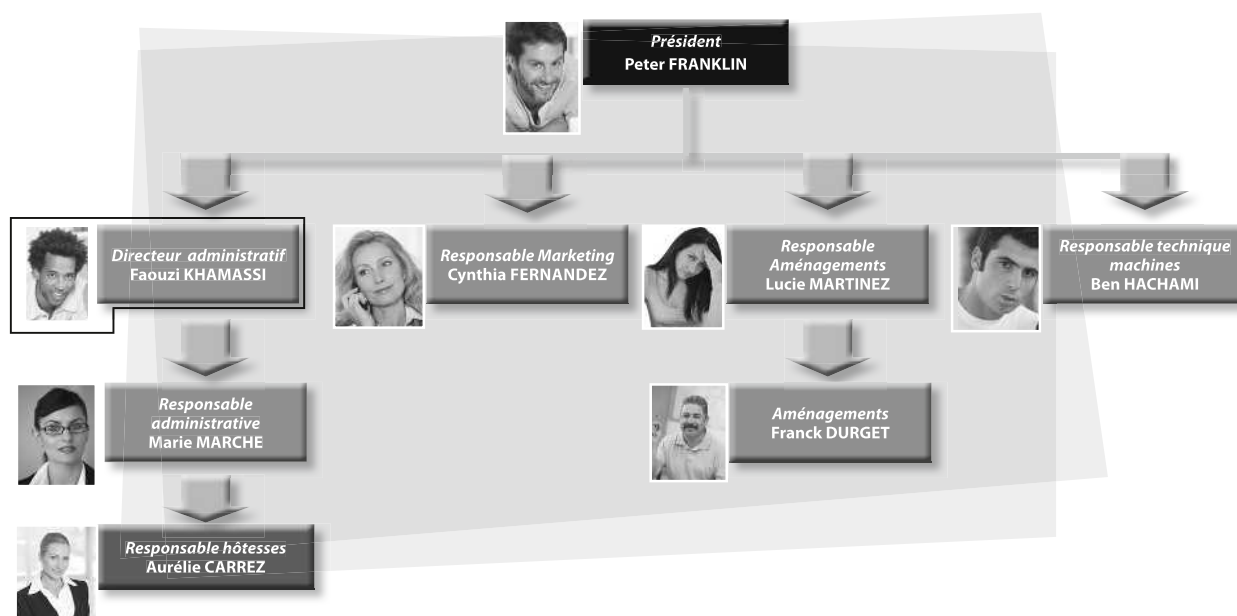 Président
Peter FRANKLIN
Directeur administratif
Faouzi KHAMASSI
Responsable Marketing
Cynthia FERNANDEZ
Responsable
Aménagements
Lucie MARTINEZ
Responsable technique
machines
Ben HACHAMI
Responsable
administrative
Marie MARCHE
Aménagements
Franck DURGET
Responsable hôtesses
Aurélie CARREZ